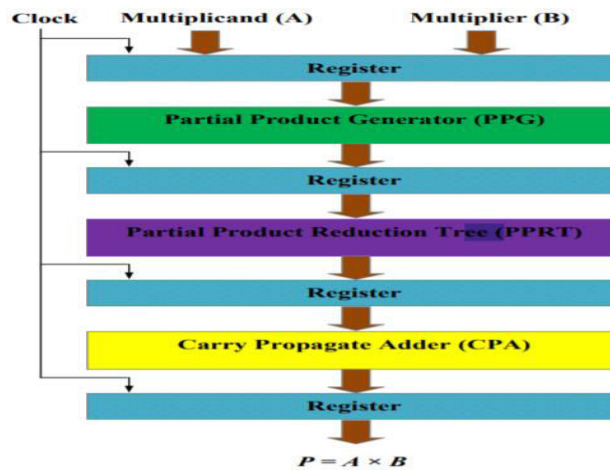 Clock
Multiplicand (A)
Multiplier (B)
Register
Partial Product Generator (PPG)
Register
Partial Product Reduction Tree (PPRT)
Register
Carry Propagate Adder (CPA)
Register
P = A × B